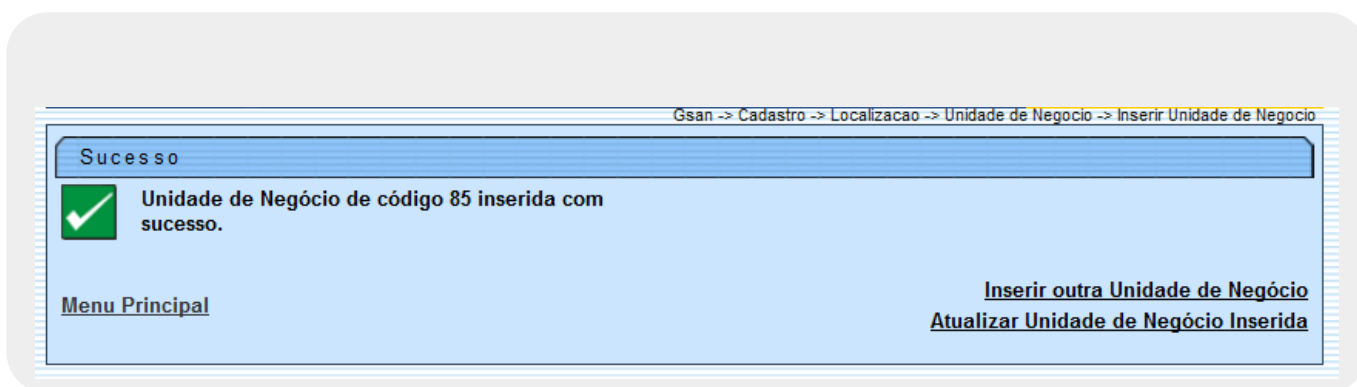 Gsan -> Cadastro -> Localizacao -> Unidade de Negocio -> Inserir Unidade de Negocio
Sucesso
Unidade de Negócio de código 85 inserida com
sucesso.
Inserir outra Unidade de Negócio
Menu Principal
Atualizar Unidade de Negócio Inserida